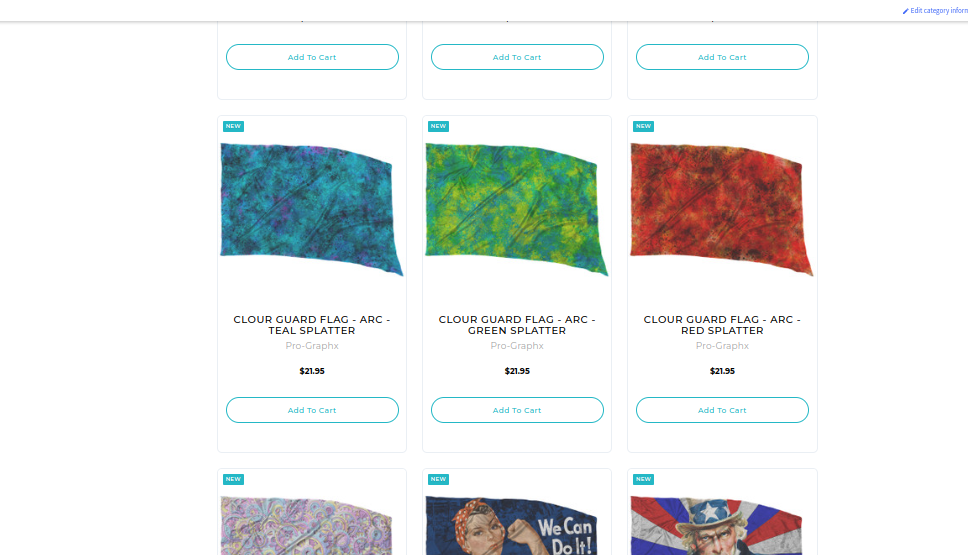 Edit category inform
Add To Cart
Add To Cart
Add To Cart
NEW
NEW
NEW
CLOUR GUARD FLAG - ARC -
TEAL SPLATTER
Pro-Graphx
$21.95
Add To Cart
CLOUR GUARD FLAG - ARC -
GREEN SPLATTER
Pro-Graphx
$21.95
Add To Cart
CLOUR GUARD FLAG - ARC -
RED SPLATTER
Pro-Graphx
$21.95
Add To Cart
NEW
NEW
NEW
We Can
Do It!